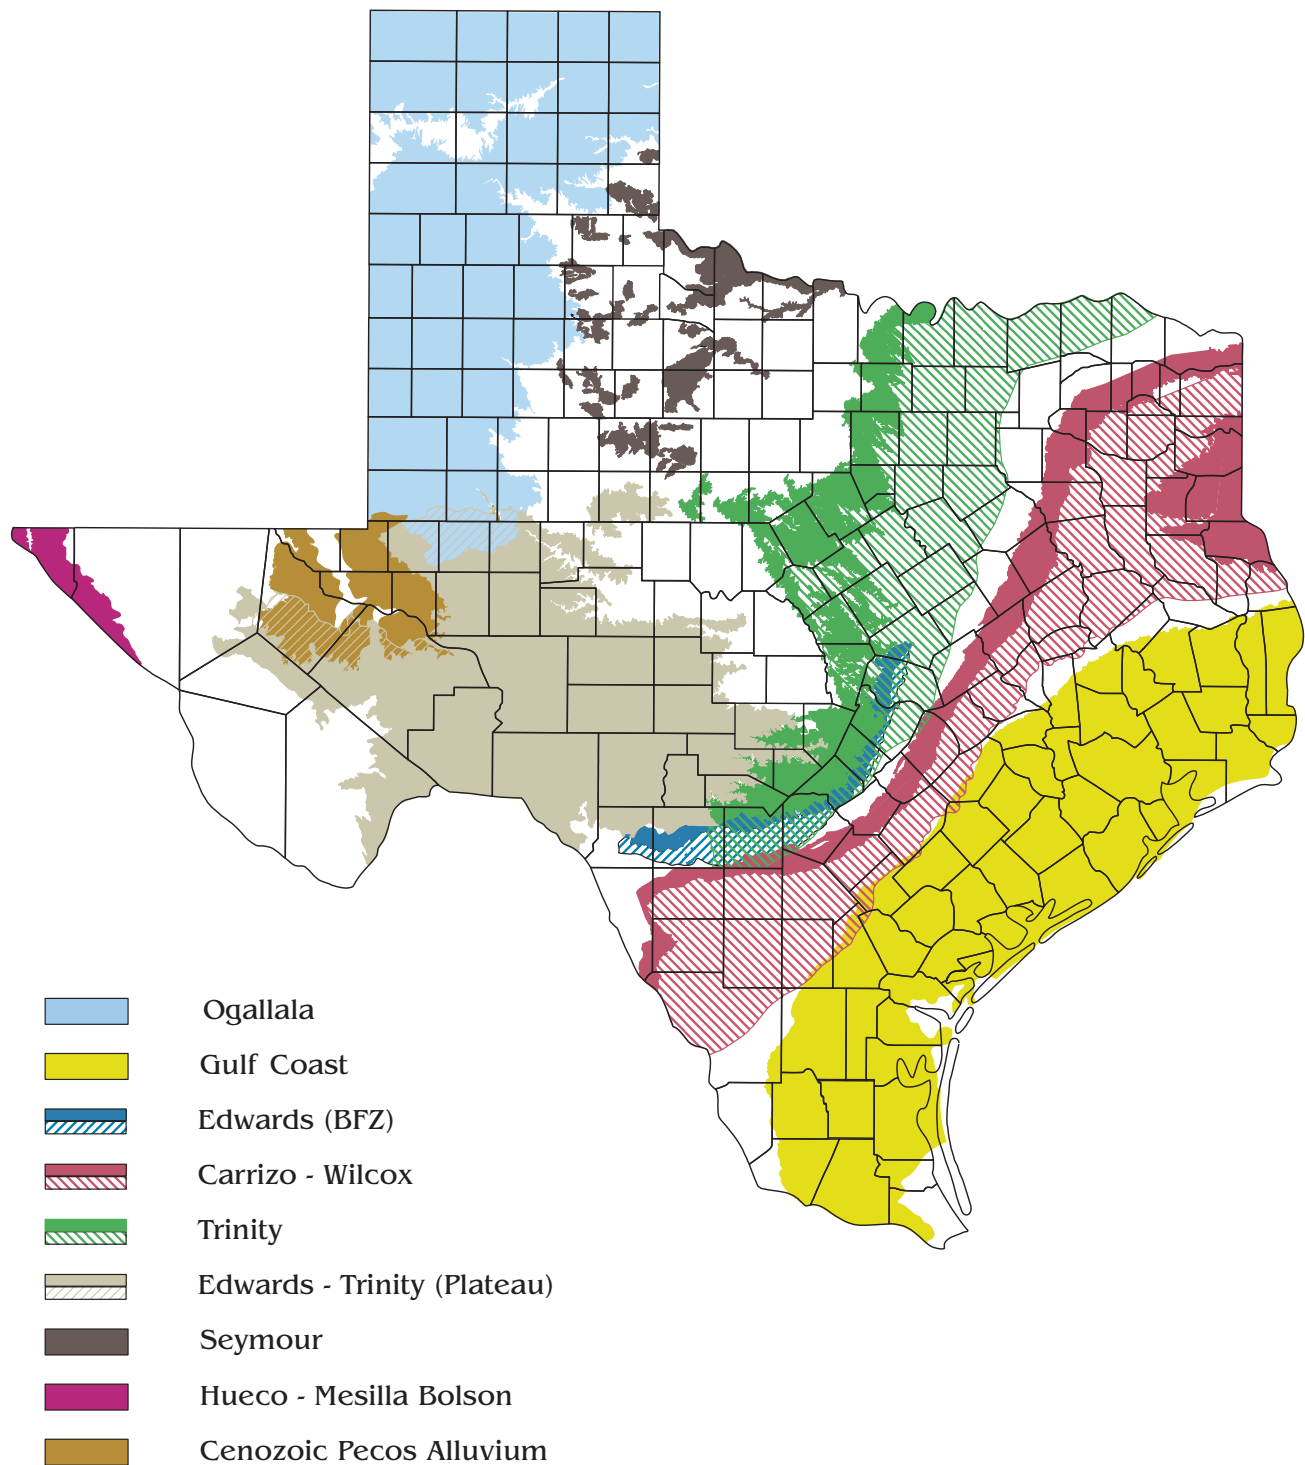 Ogallala
Gulf Coast
Edwards (BFZ)
Carrizo - Wilcox
Trinity
Edwards - Trinity (Plateau)
Seymour
Hueco - Mesilla Bolson
Cenozoic Pecos Alluvium